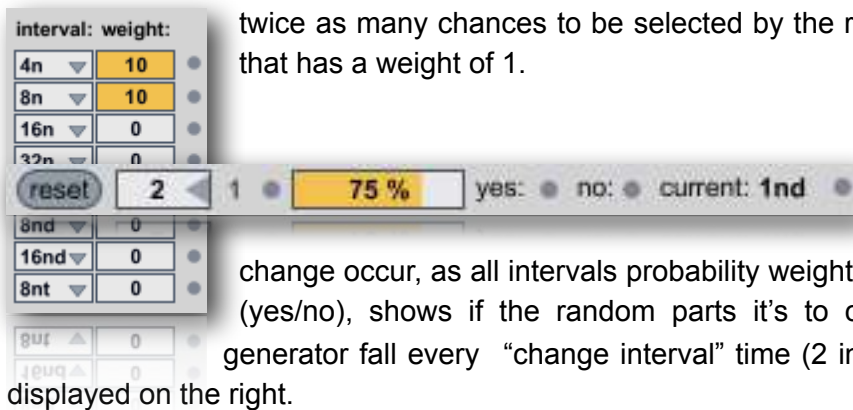 interval: weight:
4n 10
8n 10
16n 0
32n 0
twice as many chances to be selected by the
that has a weight of 1.
reset 2 1 75 % yes: no: current: 1nd
8nd 0
16nd 0
8nt 0
change occur, as all intervals probability weight
(yes/no), shows if the random parts it's to
generator fall every “change interval” time (2
displayed on the right.